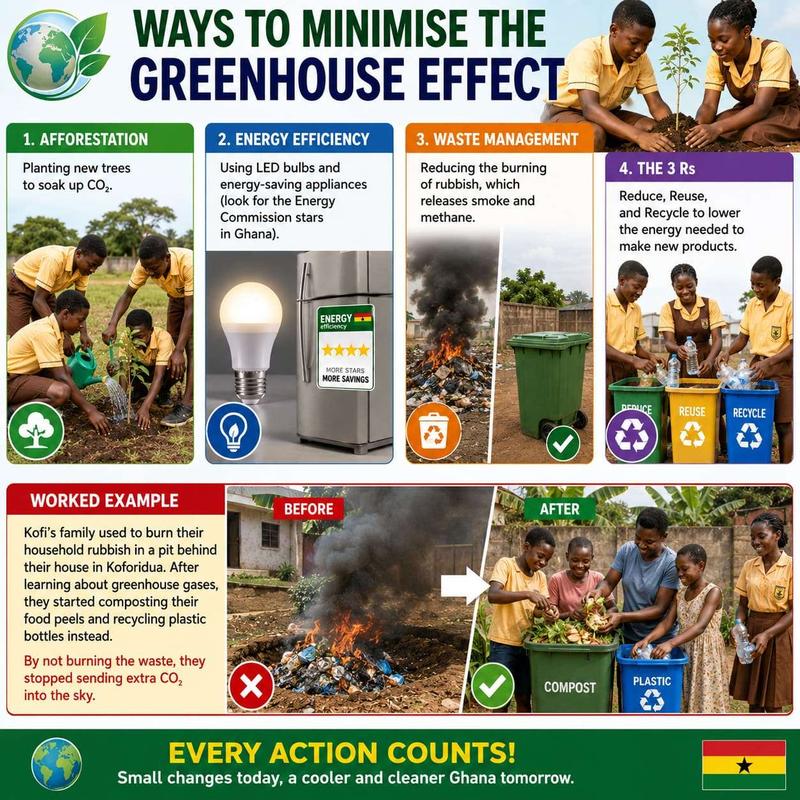 WAYS TO MINIMISE THE
GREENHOUSE EFFECT
1. AFFORESTATION
Planting new trees
to soak up CO₂.
2. ENERGY EFFICIENCY
Using LED bulbs and
energy-saving appliances
(look for the Energy
Commission stars
in Ghana).
ENERGY
efficiency
MORE STARS
MORE SAVINGS
3. WASTE MANAGEMENT
Reducing the burning
of rubbish, which
releases smoke and
methane.
4. THE 3 Rs
Reduce, Reuse,
and Recycle to lower
the energy needed to
make new products.
REDUCE
REUSE
RECYCLE
WORKED EXAMPLE
Kofi's family used to burn their
household rubbish in a pit behind
their house in Koforidua. After
learning about greenhouse gases,
they started composting their
food peels and recycling plastic
bottles instead.
By not burning the waste, they
stopped sending extra CO₂
into the sky.
BEFORE
AFTER
COMPOST
PLASTIC
EVERY ACTION COUNTS!
Small changes today, a cooler and cleaner Ghana tomorrow.